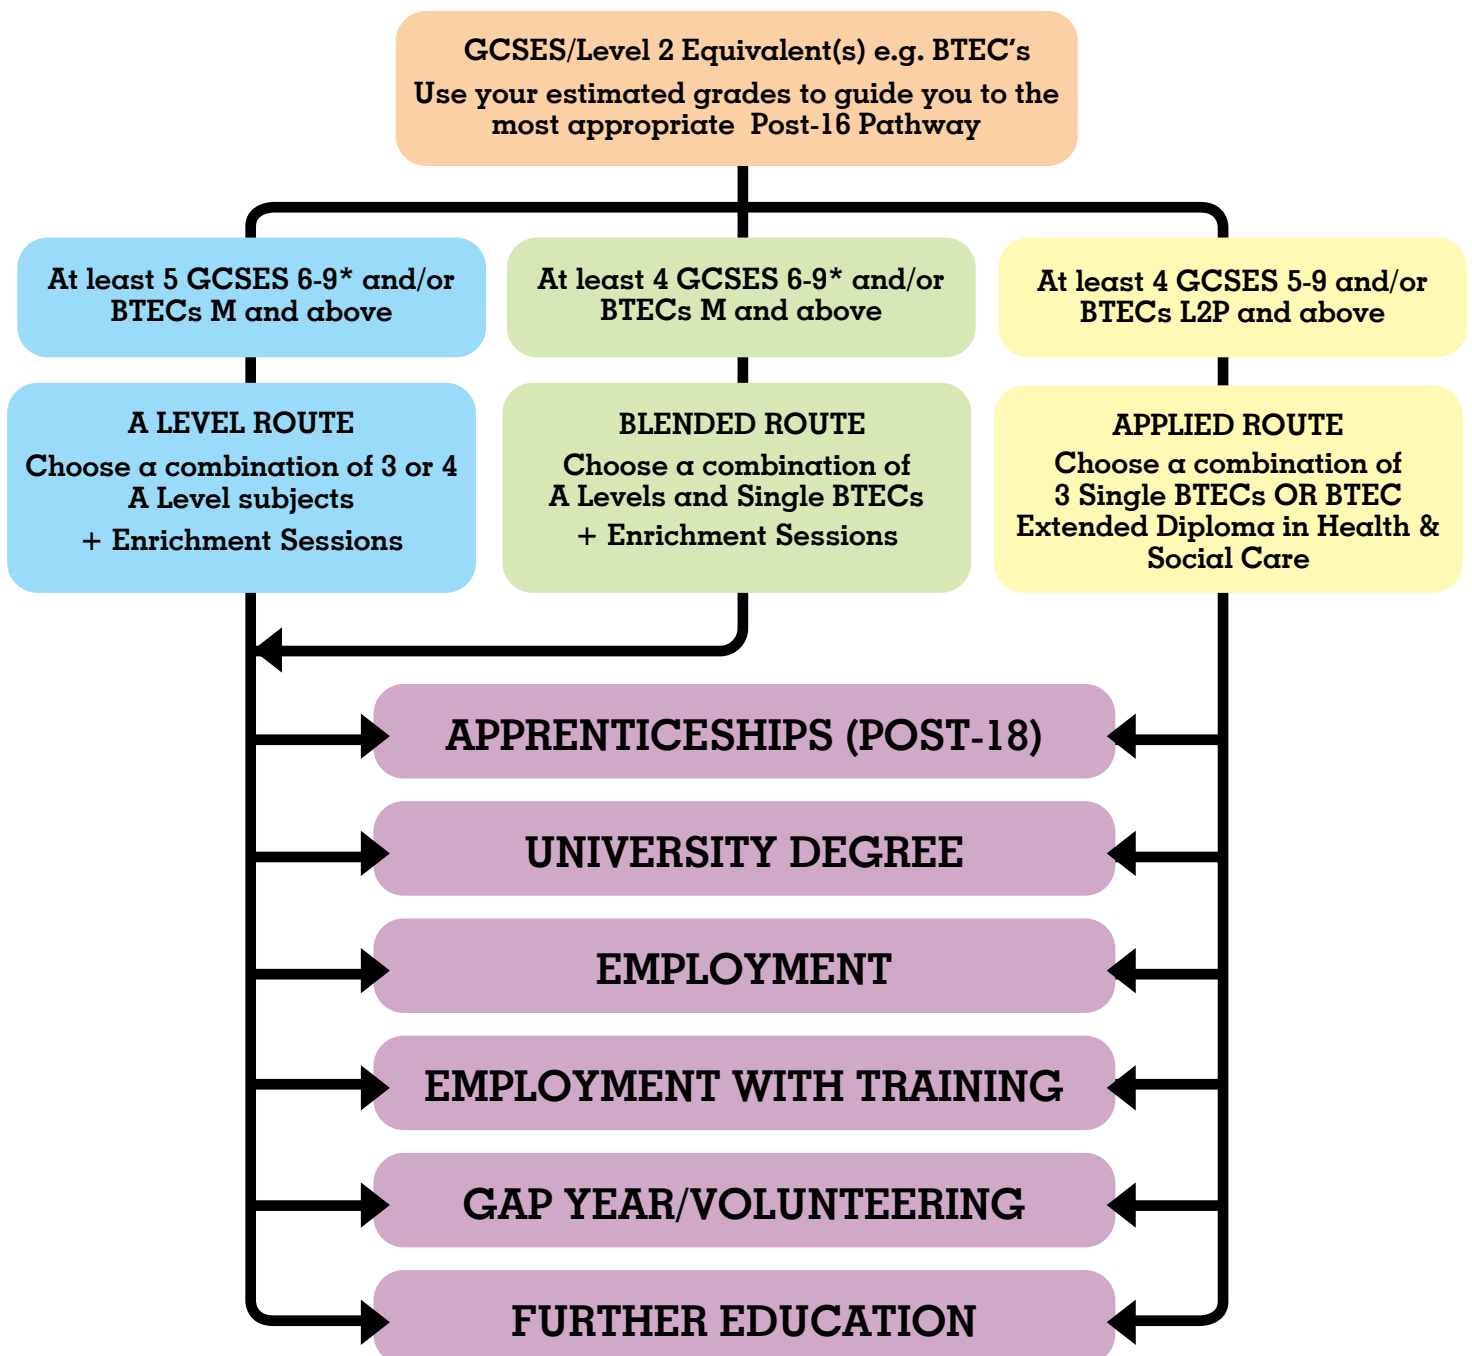 GCSES/Level 2 Equivalent(s) e.g. BTEC’s
Use your estimated grades to guide you to the
most appropriate Post-16 Pathway
At least 5 GCSES 6-9* and/or
BTECs M and above
At least 4 GCSES 6-9* and/or
BTECs M and above
At least 4 GCSES 5-9 and/or
BTECs L2P and above
A LEVEL ROUTE
Choose a combination of 3 or 4
A Level subjects
+ Enrichment Sessions
BLENDED ROUTE
Choose a combination of
A Levels and Single BTECs
+ Enrichment Sessions
APPLIED ROUTE
Choose a combination of
3 Single BTECs OR BTEC
Extended Diploma in Health &
Social Care
APPRENTICESHIPS (POST-18)
UNIVERSITY DEGREE
EMPLOYMENT
EMPLOYMENT WITH TRAINING
GAP YEAR/VOLUNTEERING
FURTHER EDUCATION